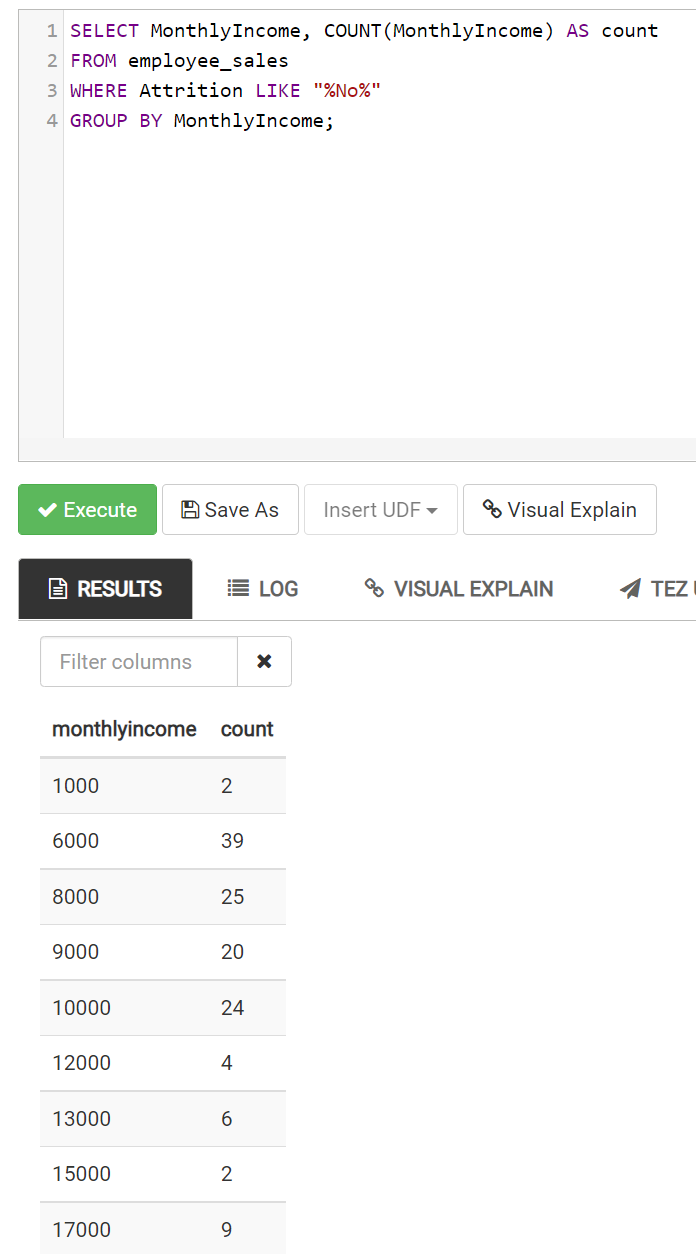 1 SELECT MonthlyIncome, COUNT(MonthlyIncome) AS count
2 FROM employee_sales
3 WHERE Attrition LIKE "%No%"
4 GROUP BY MonthlyIncome;
Execute Save As Insert UDF Visual Explain
RESULTS LOG VISUAL EXPLAIN TEZ
Filter columns
monthlyincome count
1000 2
6000 39
8000 25
9000 20
10000 24
12000 4
13000 6
15000 2
17000 9